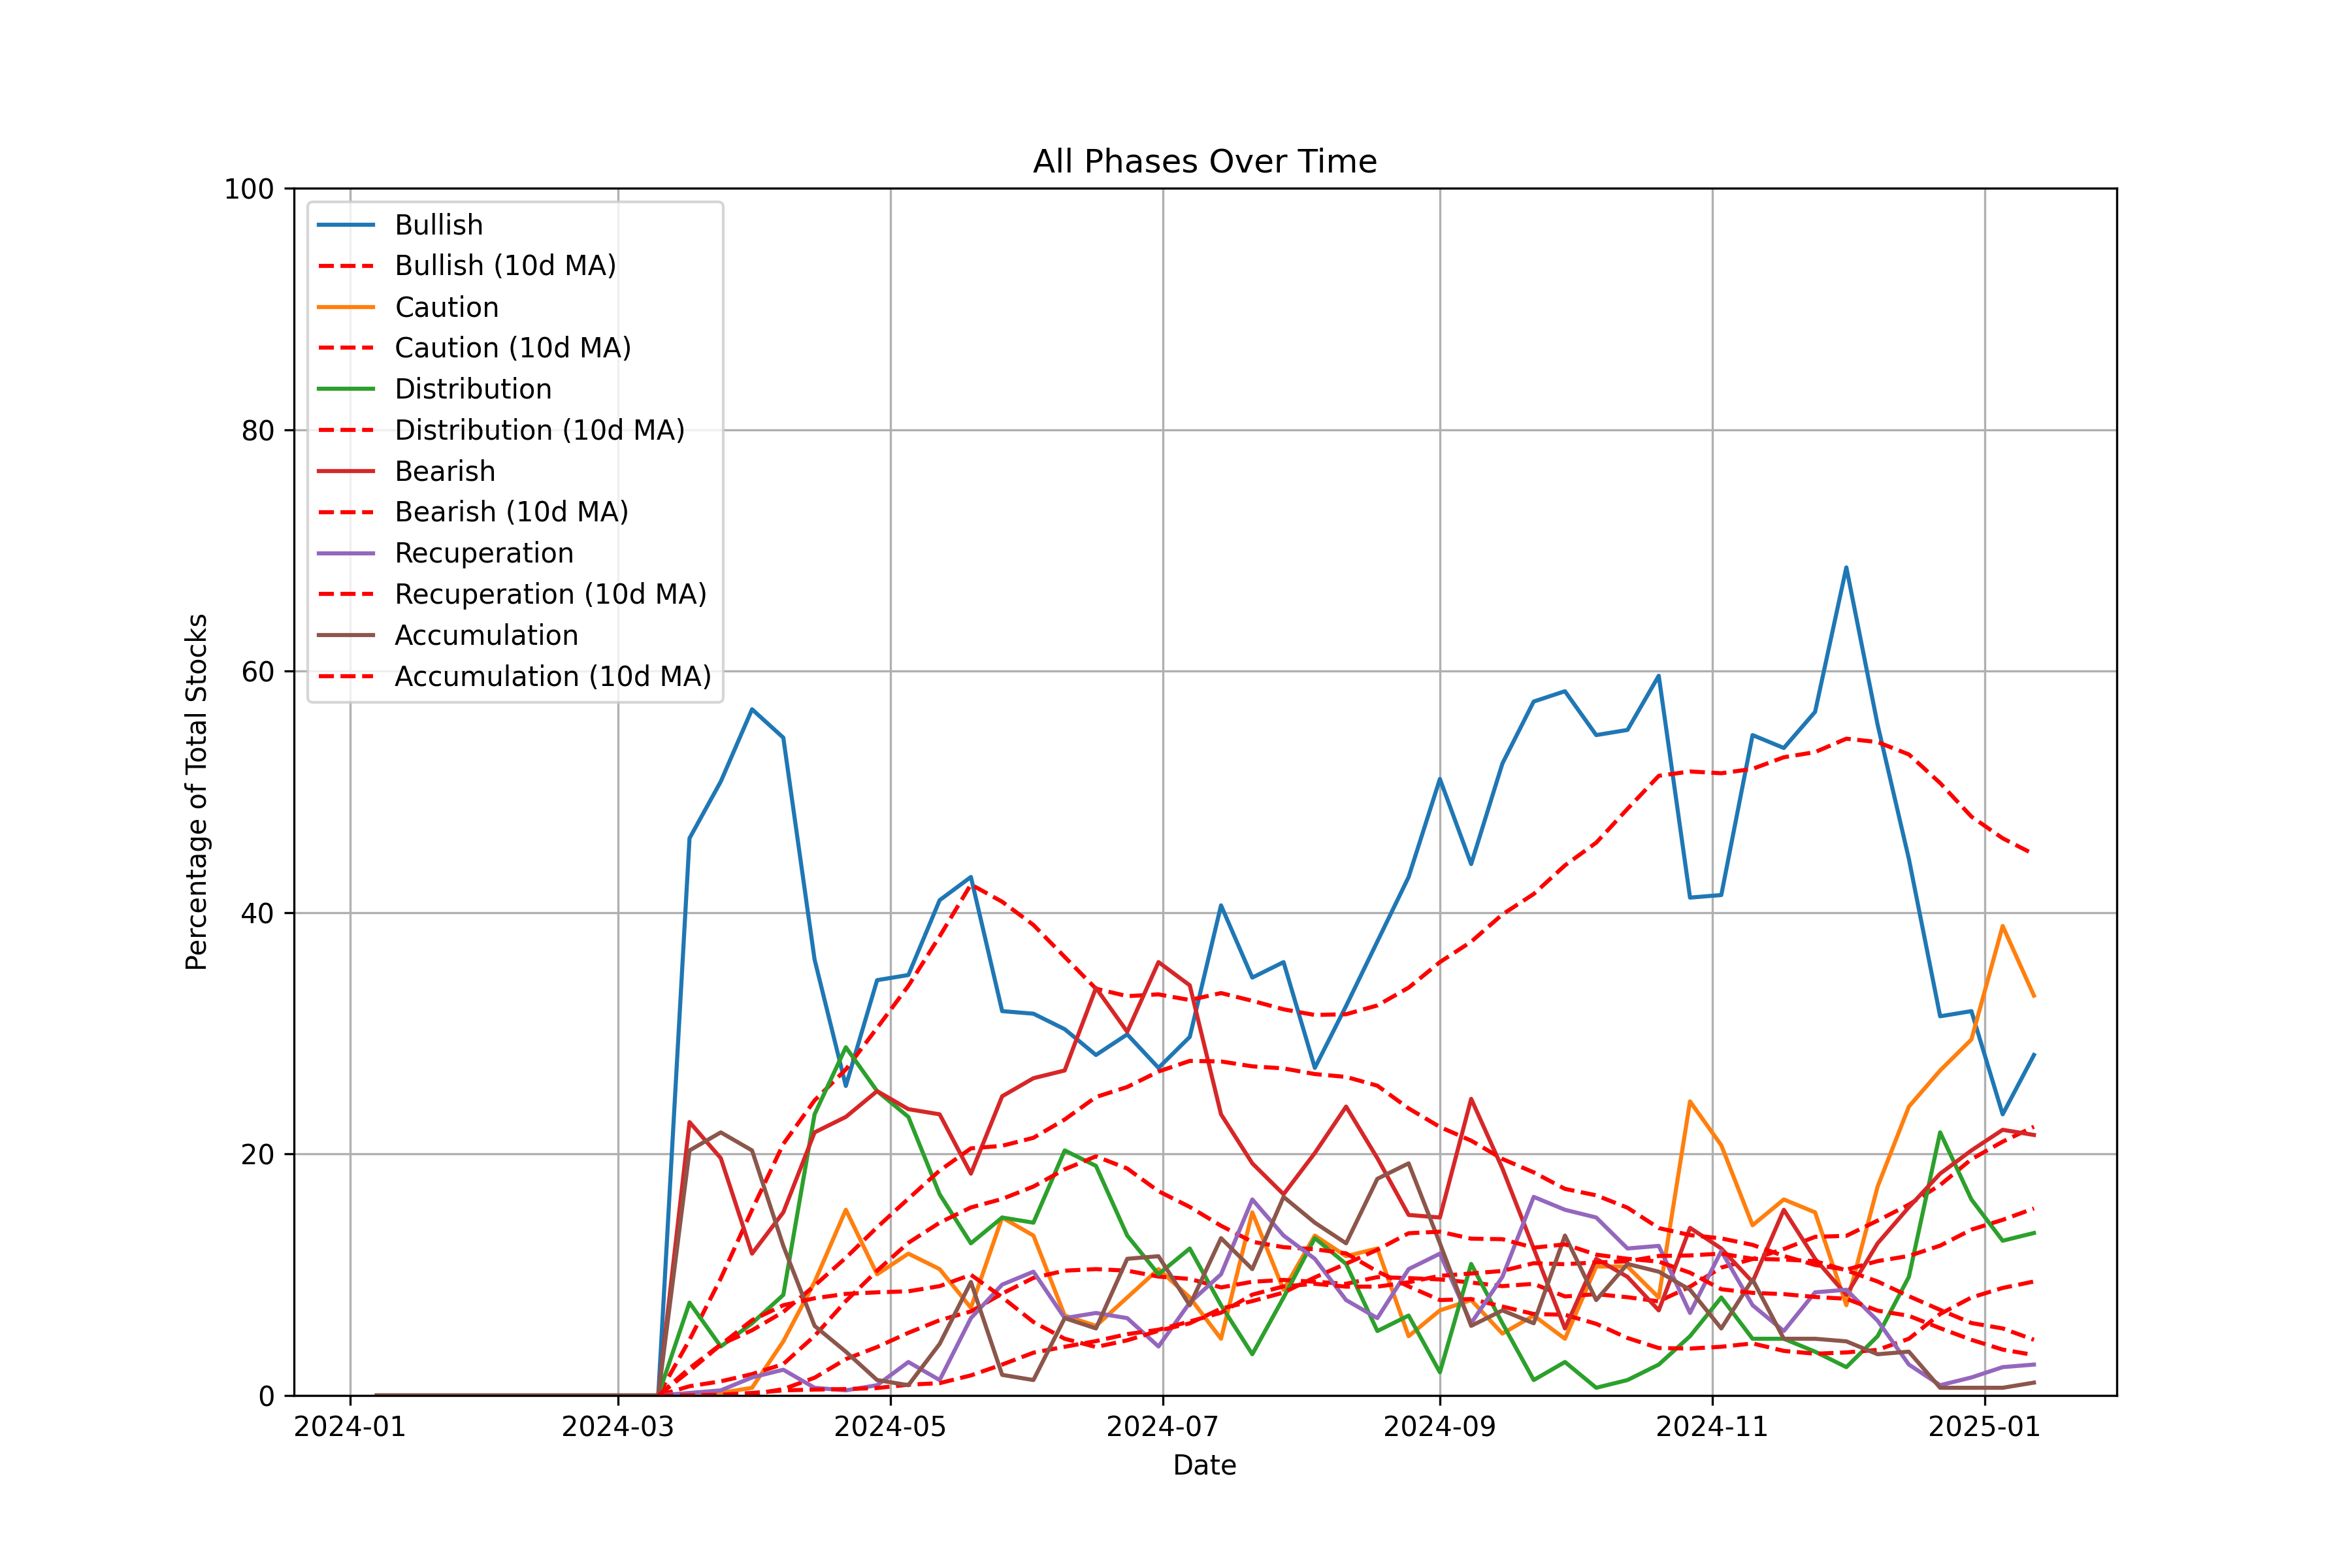 All Phases Over Time
100
80
60
40
20
0
Percentage of Total Stocks
Bullish
Bullish (10d MA)
Caution
Caution (10d MA)
Distribution
Distribution (10d MA)
Bearish
Bearish (10d MA)
Recuperation
Recuperation (10d MA)
Accumulation
Accumulation (10d MA)
2024-01 2024-03 2024-05 2024-07 2024-09 2024-11 2025-01
Date